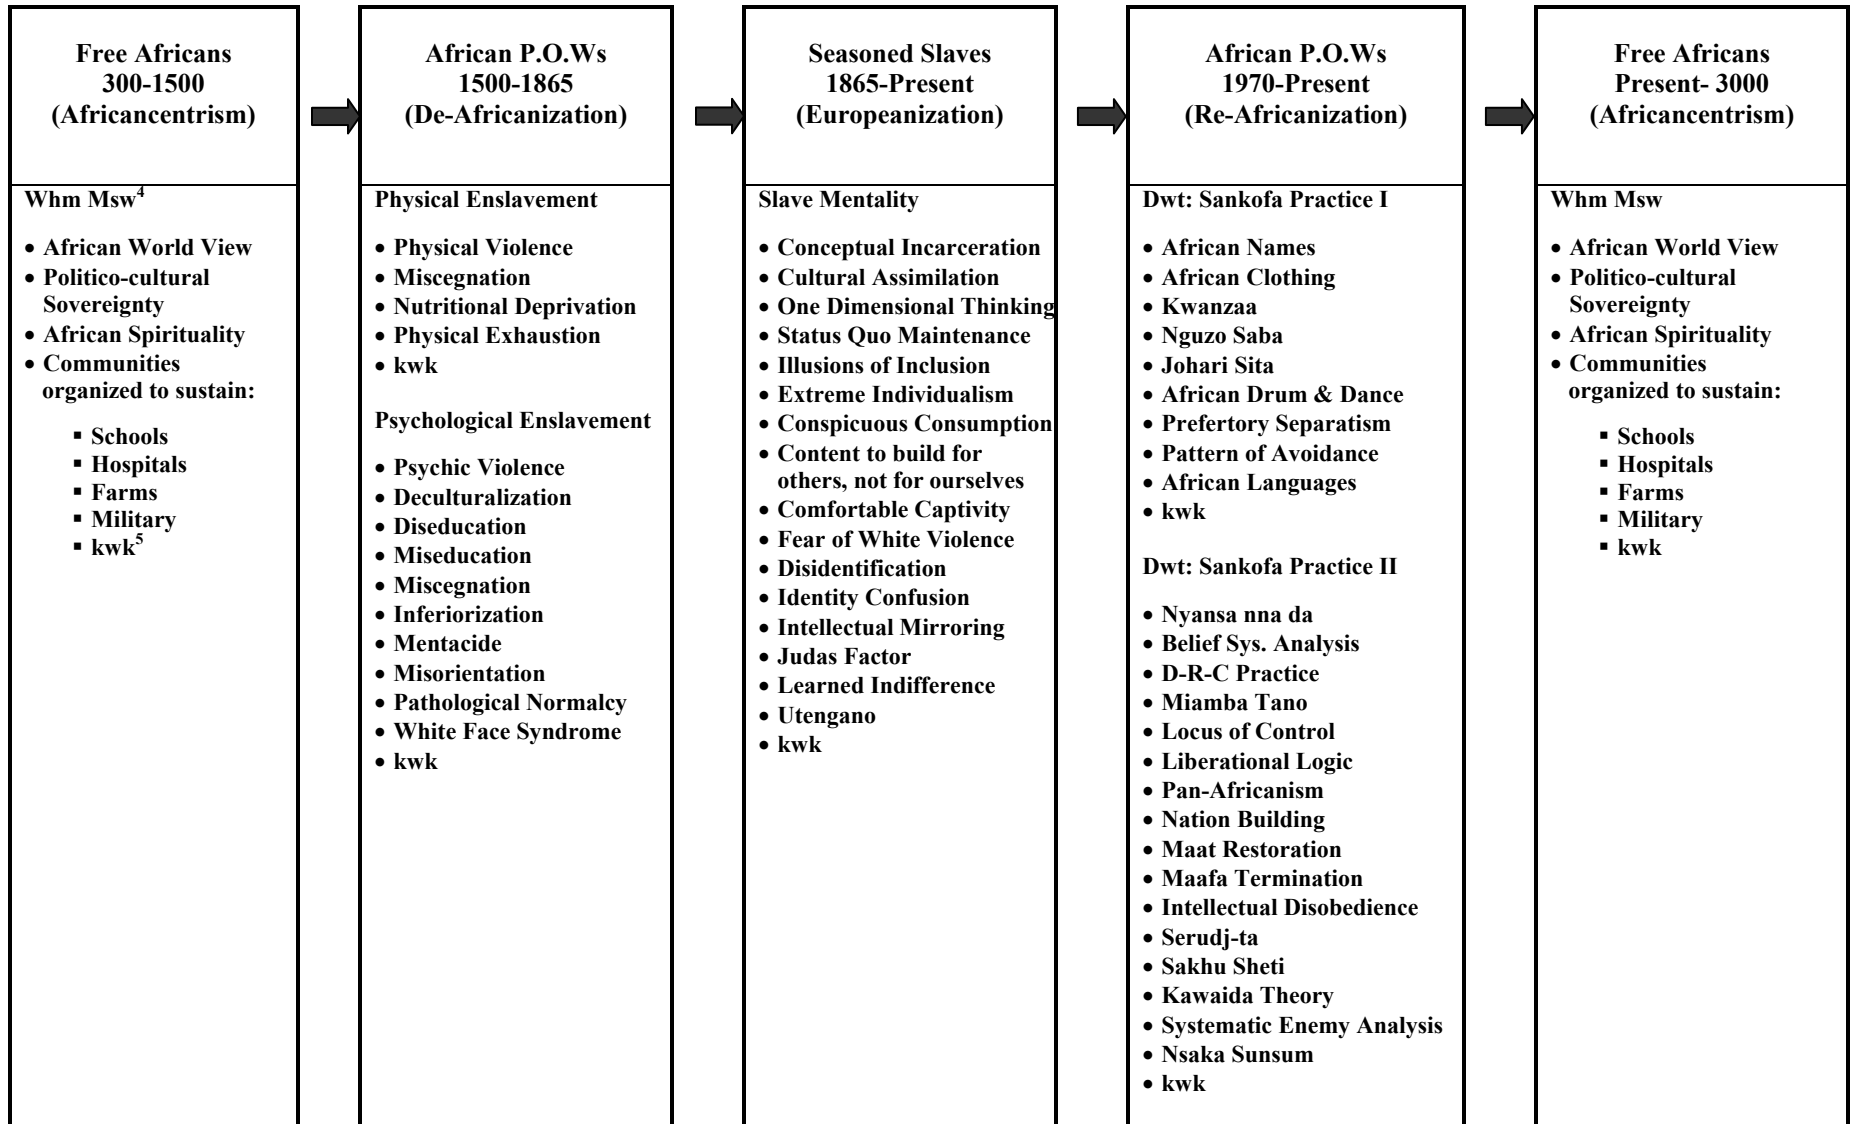 Free Africans
300-1500
(Africancentrism)
Whm Msw4
• African World View
• Politico-cultural
Sovereignty
• African Spirituality
• Communities
organized to sustain:
▪ Schools
▪ Hospitals
▪ Farms
▪ Military
▪ kwk5
African P.O.Ws
1500-1865
(De-Africanization)
Physical Enslavement
• Physical Violence
• Miscegnation
• Nutritional Deprivation
• Physical Exhaustion
• kwk
Psychological Enslavement
• Psychic Violence
• Deculturalization
• Diseducation
• Miseducation
• Miscegnation
• Inferiorization
• Mentacide
• Misorientation
• Pathological Normalcy
• White Face Syndrome
• kwk
Seasoned Slaves
1865-Present
(Europeanization)
Slave Mentality
• Conceptual Incarceration
• Cultural Assimilation
• One Dimensional Thinking
• Status Quo Maintenance
• Illusions of Inclusion
• Extreme Individualism
• Conspicuous Consumption
• Content to build for
others, not for ourselves
• Comfortable Captivity
• Fear of White Violence
• Disidentification
• Identity Confusion
• Intellectual Mirroring
• Judas Factor
• Learned Indifference
• Utengano
• kwk
African P.O.Ws
1970-Present
(Re-Africanization)
Dwt: Sankofa Practice I
• African Names
• African Clothing
• Kwanzaa
• Nguzo Saba
• Johari Sita
• African Drum & Dance
• Prefertory Separatism
• Pattern of Avoidance
• African Languages
• kwk
Dwt: Sankofa Practice II
• Nyansa nna da
• Belief Sys. Analysis
• D-R-C Practice
• Miamba Tano
• Locus of Control
• Liberational Logic
• Pan-Africanism
• Nation Building
• Maat Restoration
• Maafa Termination
• Intellectual Disobedience
• Serudj-ta
• Sakhu Sheti
• Kawaida Theory
• Systematic Enemy Analysis
• Nsaka Sunsum
• kwk
Free Africans
Present- 3000
(Africancentrism)
Whm Msw
• African World View
• Politico-cultural
Sovereignty
• African Spirituality
• Communities
organized to sustain:
▪ Schools
▪ Hospitals
▪ Farms
▪ Military
▪ kwk